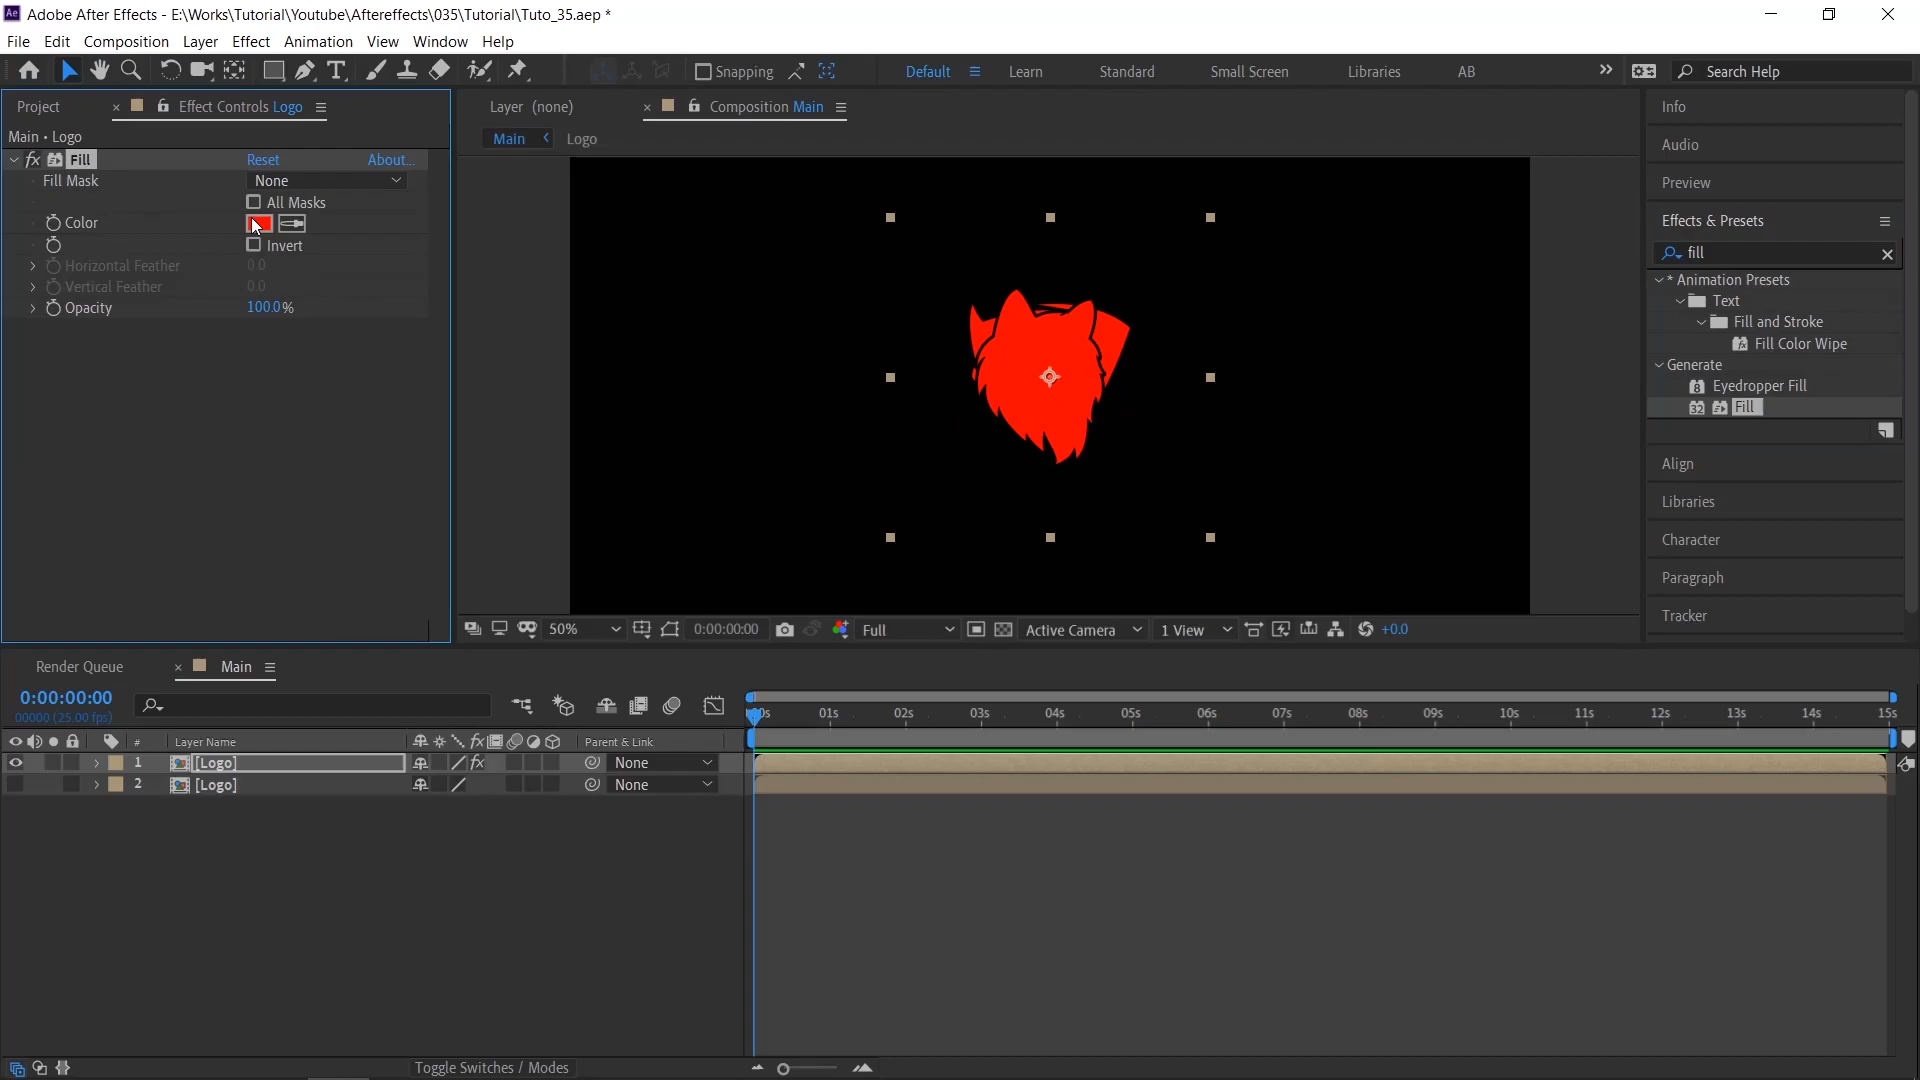 Adobe After Effects - E:\Works\Tutorial\Youtube\Aftereffects\035\Tutorial\Tuto_35.aep *
File Edit Composition Layer Effect Animation View Window Help
Snapping Default Learn Standard Small Screen Libraries AB Search Help
Project Effect Controls Logo
Layer (none) Composition Main
Main • Logo
Main Logo
fx Fill Reset About...
Fill Mask None
All Masks
Color
Invert
Horizontal Feather 0.0
Vertical Feather 0.0
Opacity 100.0%
50% 0:00:00:00 Full Active Camera 1 View +0.0
Info
Audio
Preview
Effects & Presets
fill
* Animation Presets
Text
Fill and Stroke
Fill Color Wipe
Generate
Eyedropper Fill
Fill
Align
Libraries
Character
Paragraph
Tracker
Render Queue Main
0:00:00:00
00000 (25.00 fps)
01s 02s 03s 04s 05s 06s 07s 08s 09s 10s 11s 12s 13s 14s 15s
# Layer Name fx Parent & Link
1 [Logo] fx None
2 [Logo] None
Toggle Switches / Modes